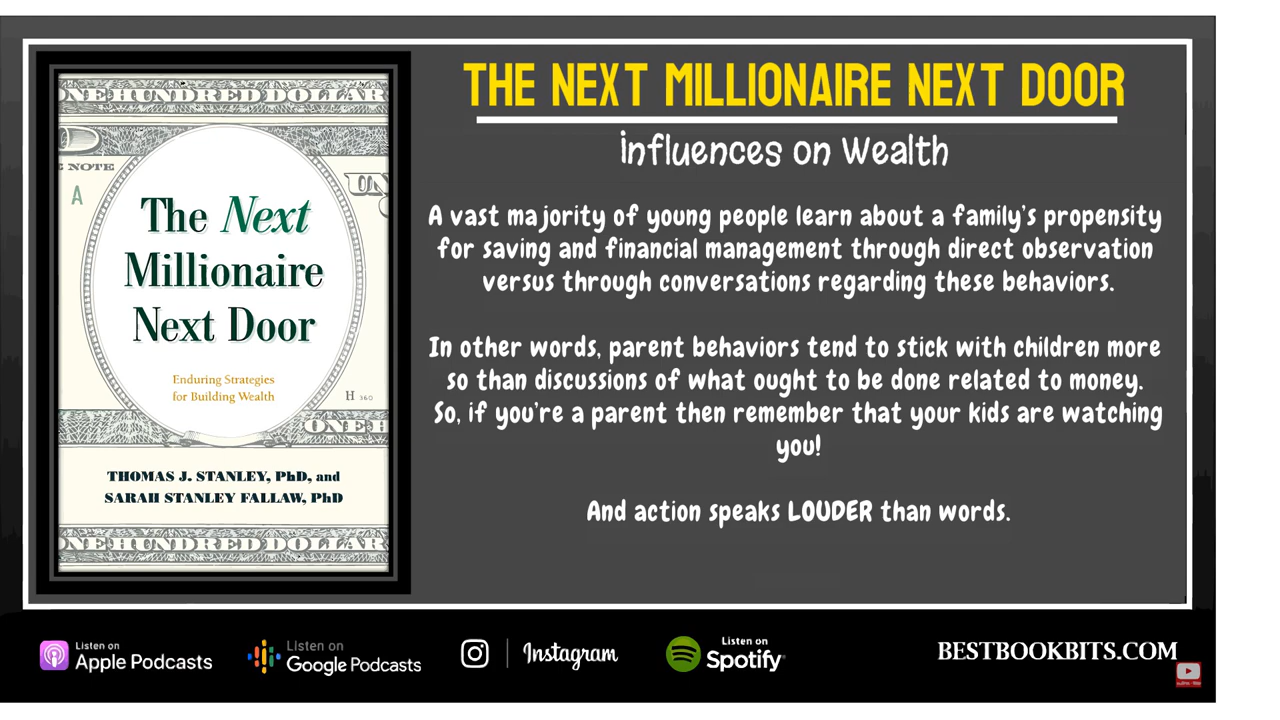 ONE HUNDRED DOLLAR
E NOTE
A
The Next
Millionaire
Next Door
Enduring Strategies
for Building Wealth
H 360
ONE H
THOMAS J. STANLEY, PhD, and
SARAH STANLEY FALLAW, PhD
ONE HUNDRED DOLLAR
THE NEXT MILLIONAIRE NEXT DOOR
influences on Wealth
A vast majority of young people learn about a family's propensity
for saving and financial management through direct observation
versus through conversations regarding these behaviors.
In other words, parent behaviors tend to stick with children more
so than discussions of what ought to be done related to money.
So, if you're a parent then remember that your kids are watching
you!
And action speaks LOUDER than words.
Listen on
Apple Podcasts
Listen on
Google Podcasts
Instagram
Listen on
Spotify
BESTBOOKBITS.COM